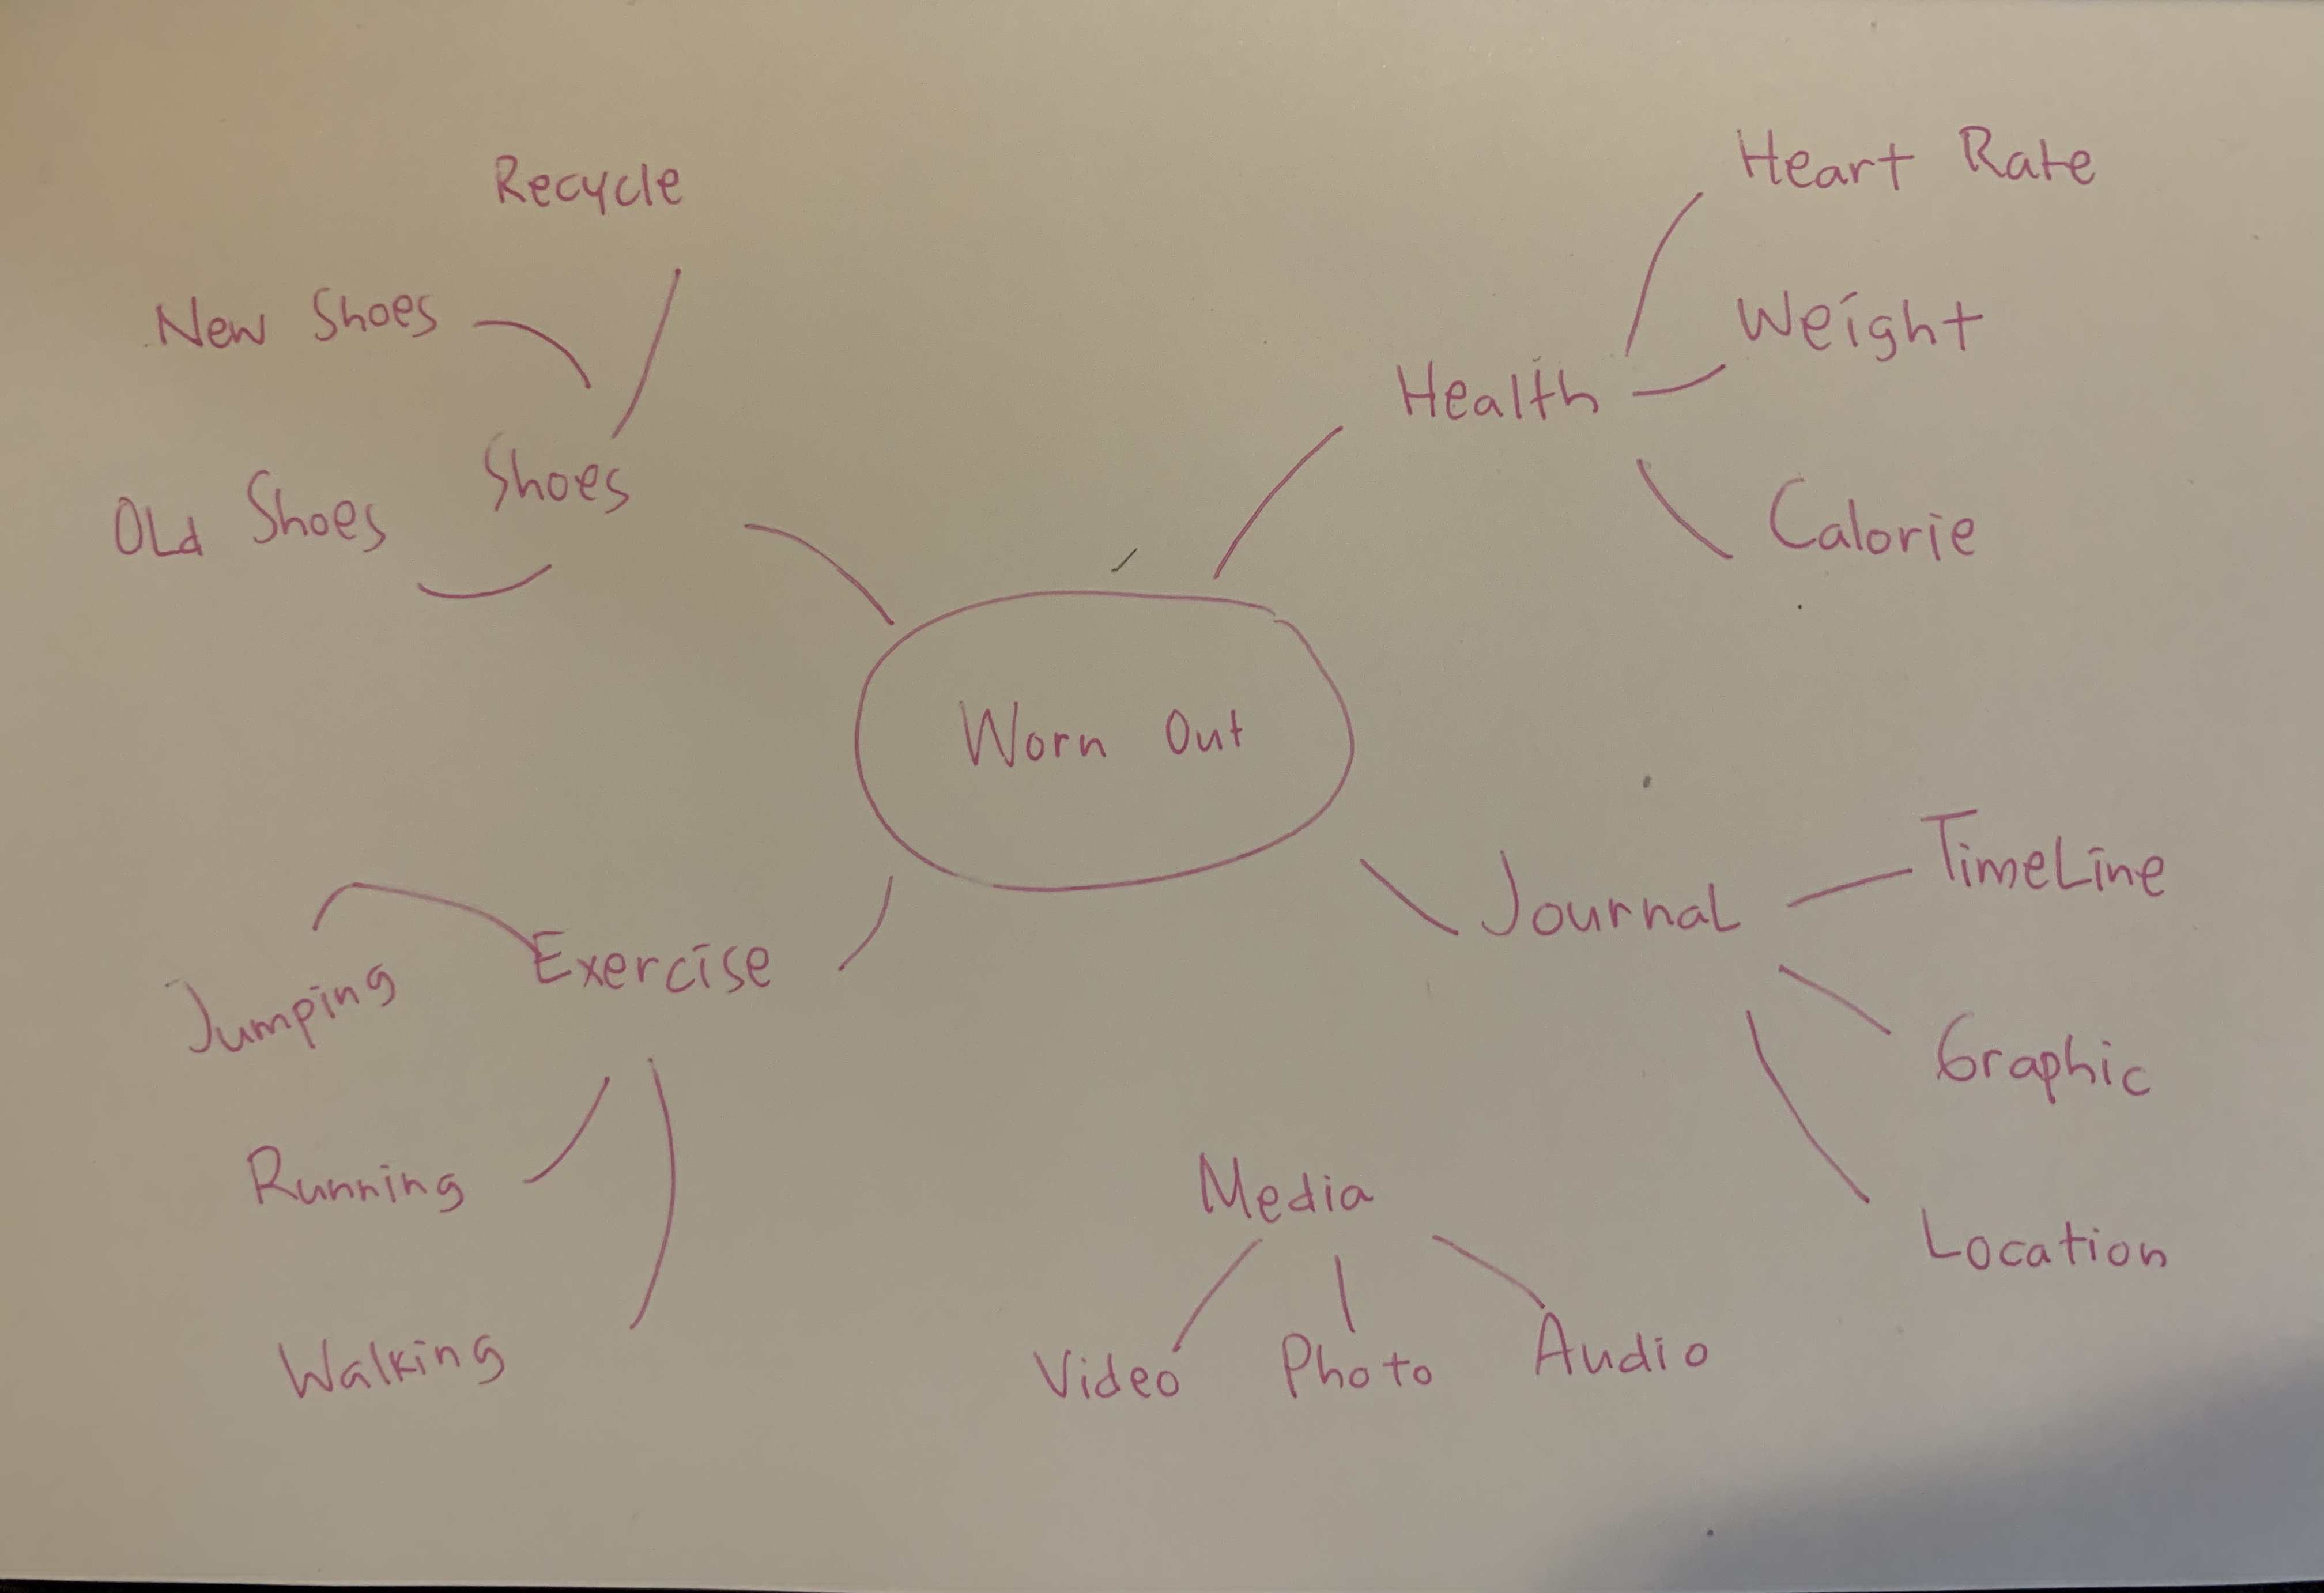 Recycle
New Shoes
Shoes
Old Shoes
Heart Rate
Weight
Health
Calorie
Worn Out
Exercise
Jumping
Running
Walking
Journal
TimeLine
Graphic
Location
Media
Video
Photo
Audio